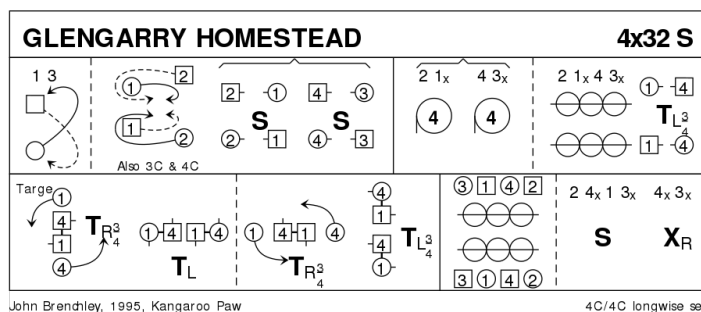 GLENGARRY HOMESTEAD 4x32 S
1 3
1 2
1 2
Also 3C & 4C
2 1 4 3
S S
2 1 4 3
2 1x 4 3x
4 4
2 1x 4 3x
1 4
TL3/4
1 4
Targe
1
4
1
4
TR3/4
1 4 1 4
TL
1 4 1 4
TR3/4
4
1
4
1
TL3/4
3 1 4 2
3 1 4 2
2 4x 1 3x 4x 3x
S XR
John Brenchley, 1995, Kangaroo Paw 4C/4C longwise se